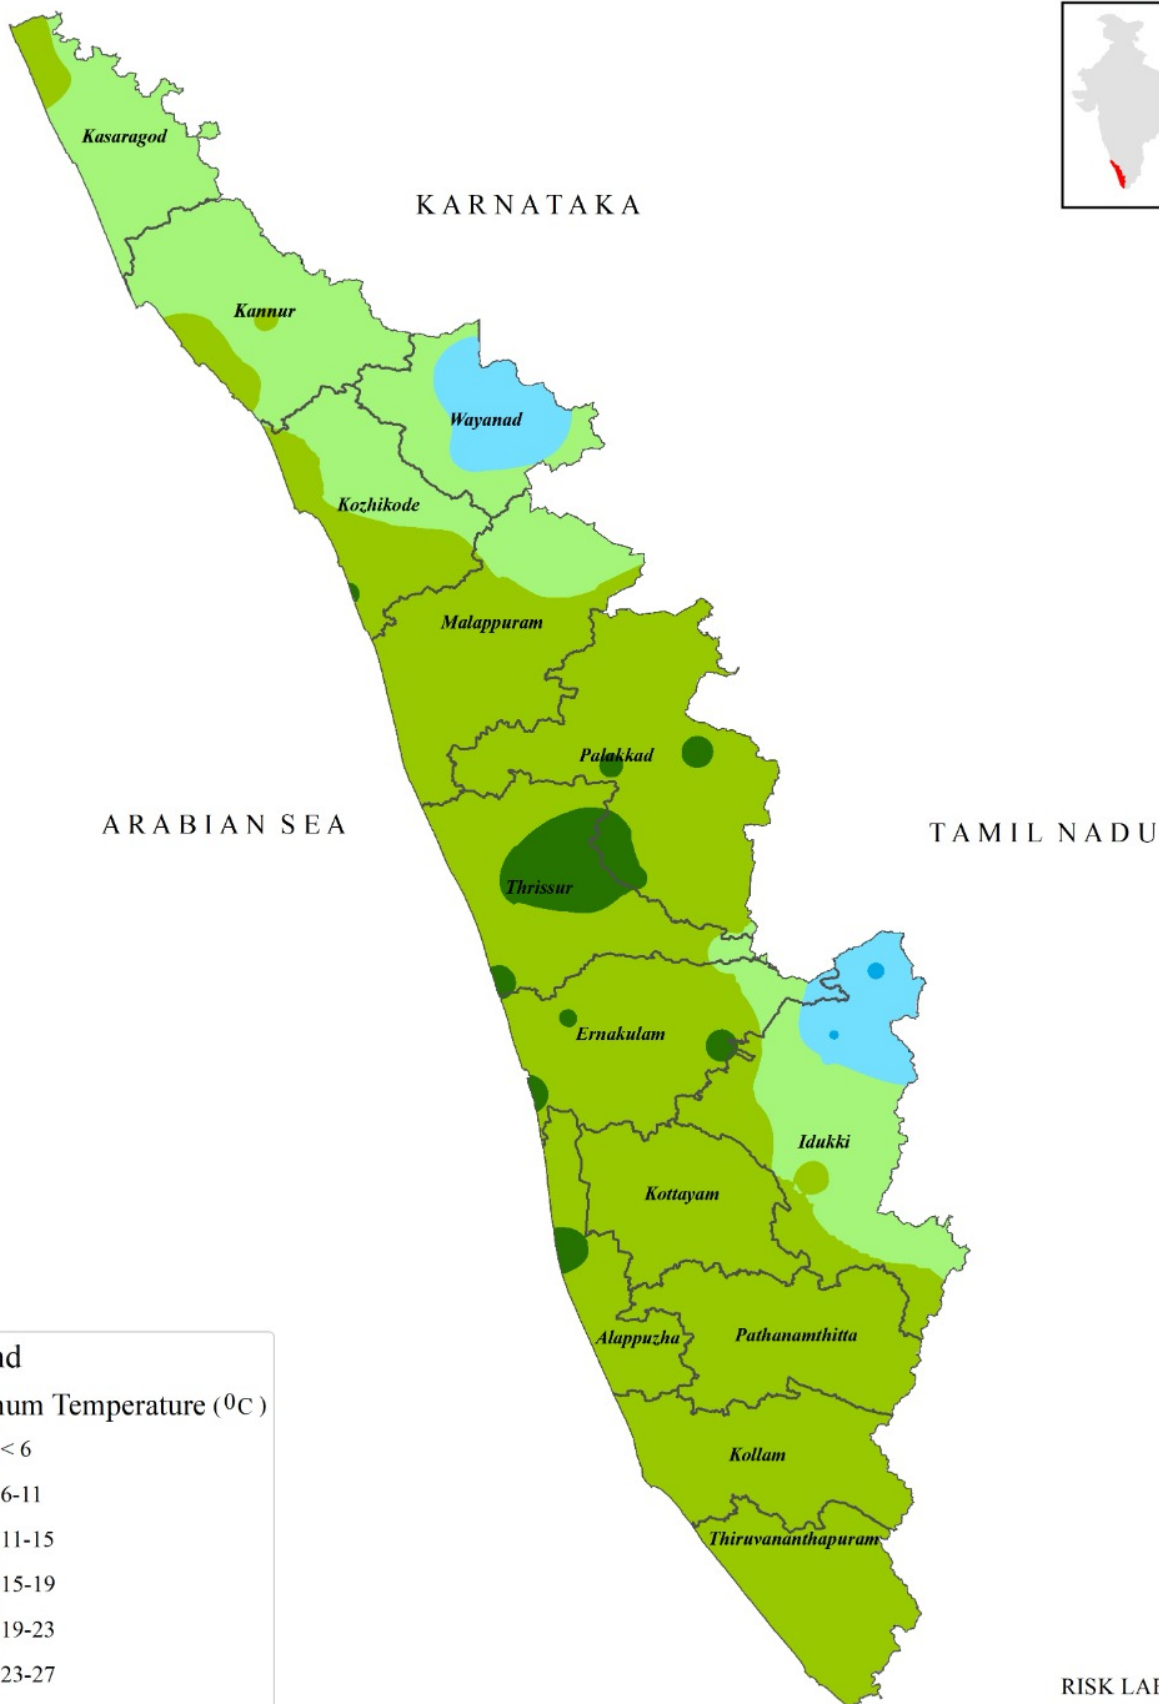 Kasaragod
KARNATAKA
Kannur
Wayanad
Kozhikode
Malappuram
Palakkad
ARABIAN SEA
TAMIL NADU
Thrissur
Ernakulam
Idukki
Kottayam
Alappuzha
Pathanamthitta
Kollam
Thiruvananthapuram
nd
num Temperature (⁰C)
< 6
6-11
11-15
15-19
19-23
23-27
RISK LAB